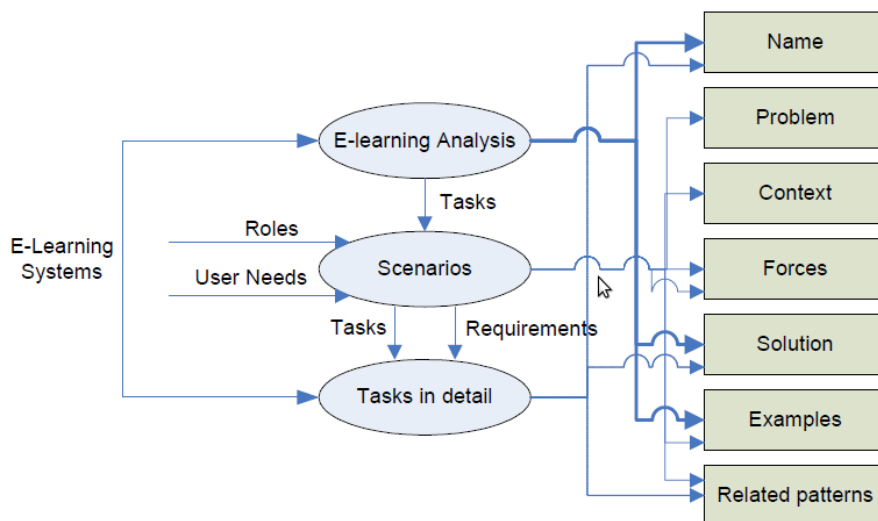 E-Learning
Systems
Roles
User Needs
E-learning Analysis
Tasks
Scenarios
Tasks
Requirements
Tasks in detail
Name
Problem
Context
Forces
Solution
Examples
Related patterns